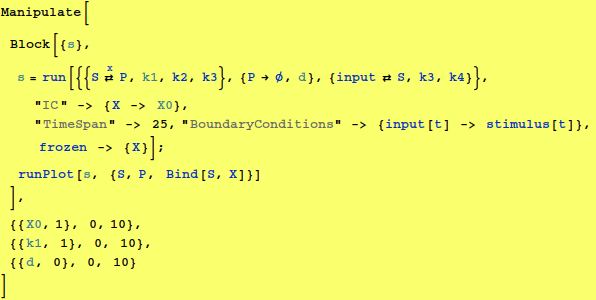 Manipulate[
Block[{s},
s = run[{{S x⇄ P, k1, k2, k3}, {P → ϕ, d}, {input ⇄ S, k3, k4}},
"IC" -> {X -> X0},
"TimeSpan" -> 25, "BoundaryConditions" -> {input[t] -> stimulus[t]},
frozen -> {X}];
runPlot[s, {S, P, Bind[S, X]}]
],
{{X0, 1}, 0, 10},
{{k1, 1}, 0, 10},
{{d, 0}, 0, 10}
]